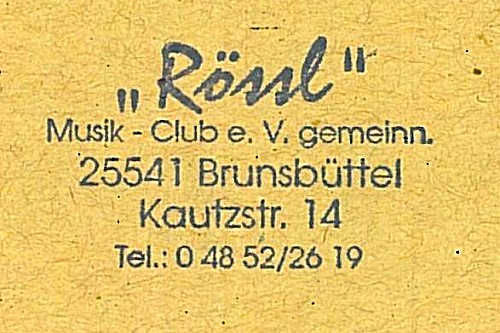 „Rössl“
Musik - Club e. V. gemeinn.
25541 Brunsbüttel
Kautzstr. 14
Tel.: 0 48 52/26 19